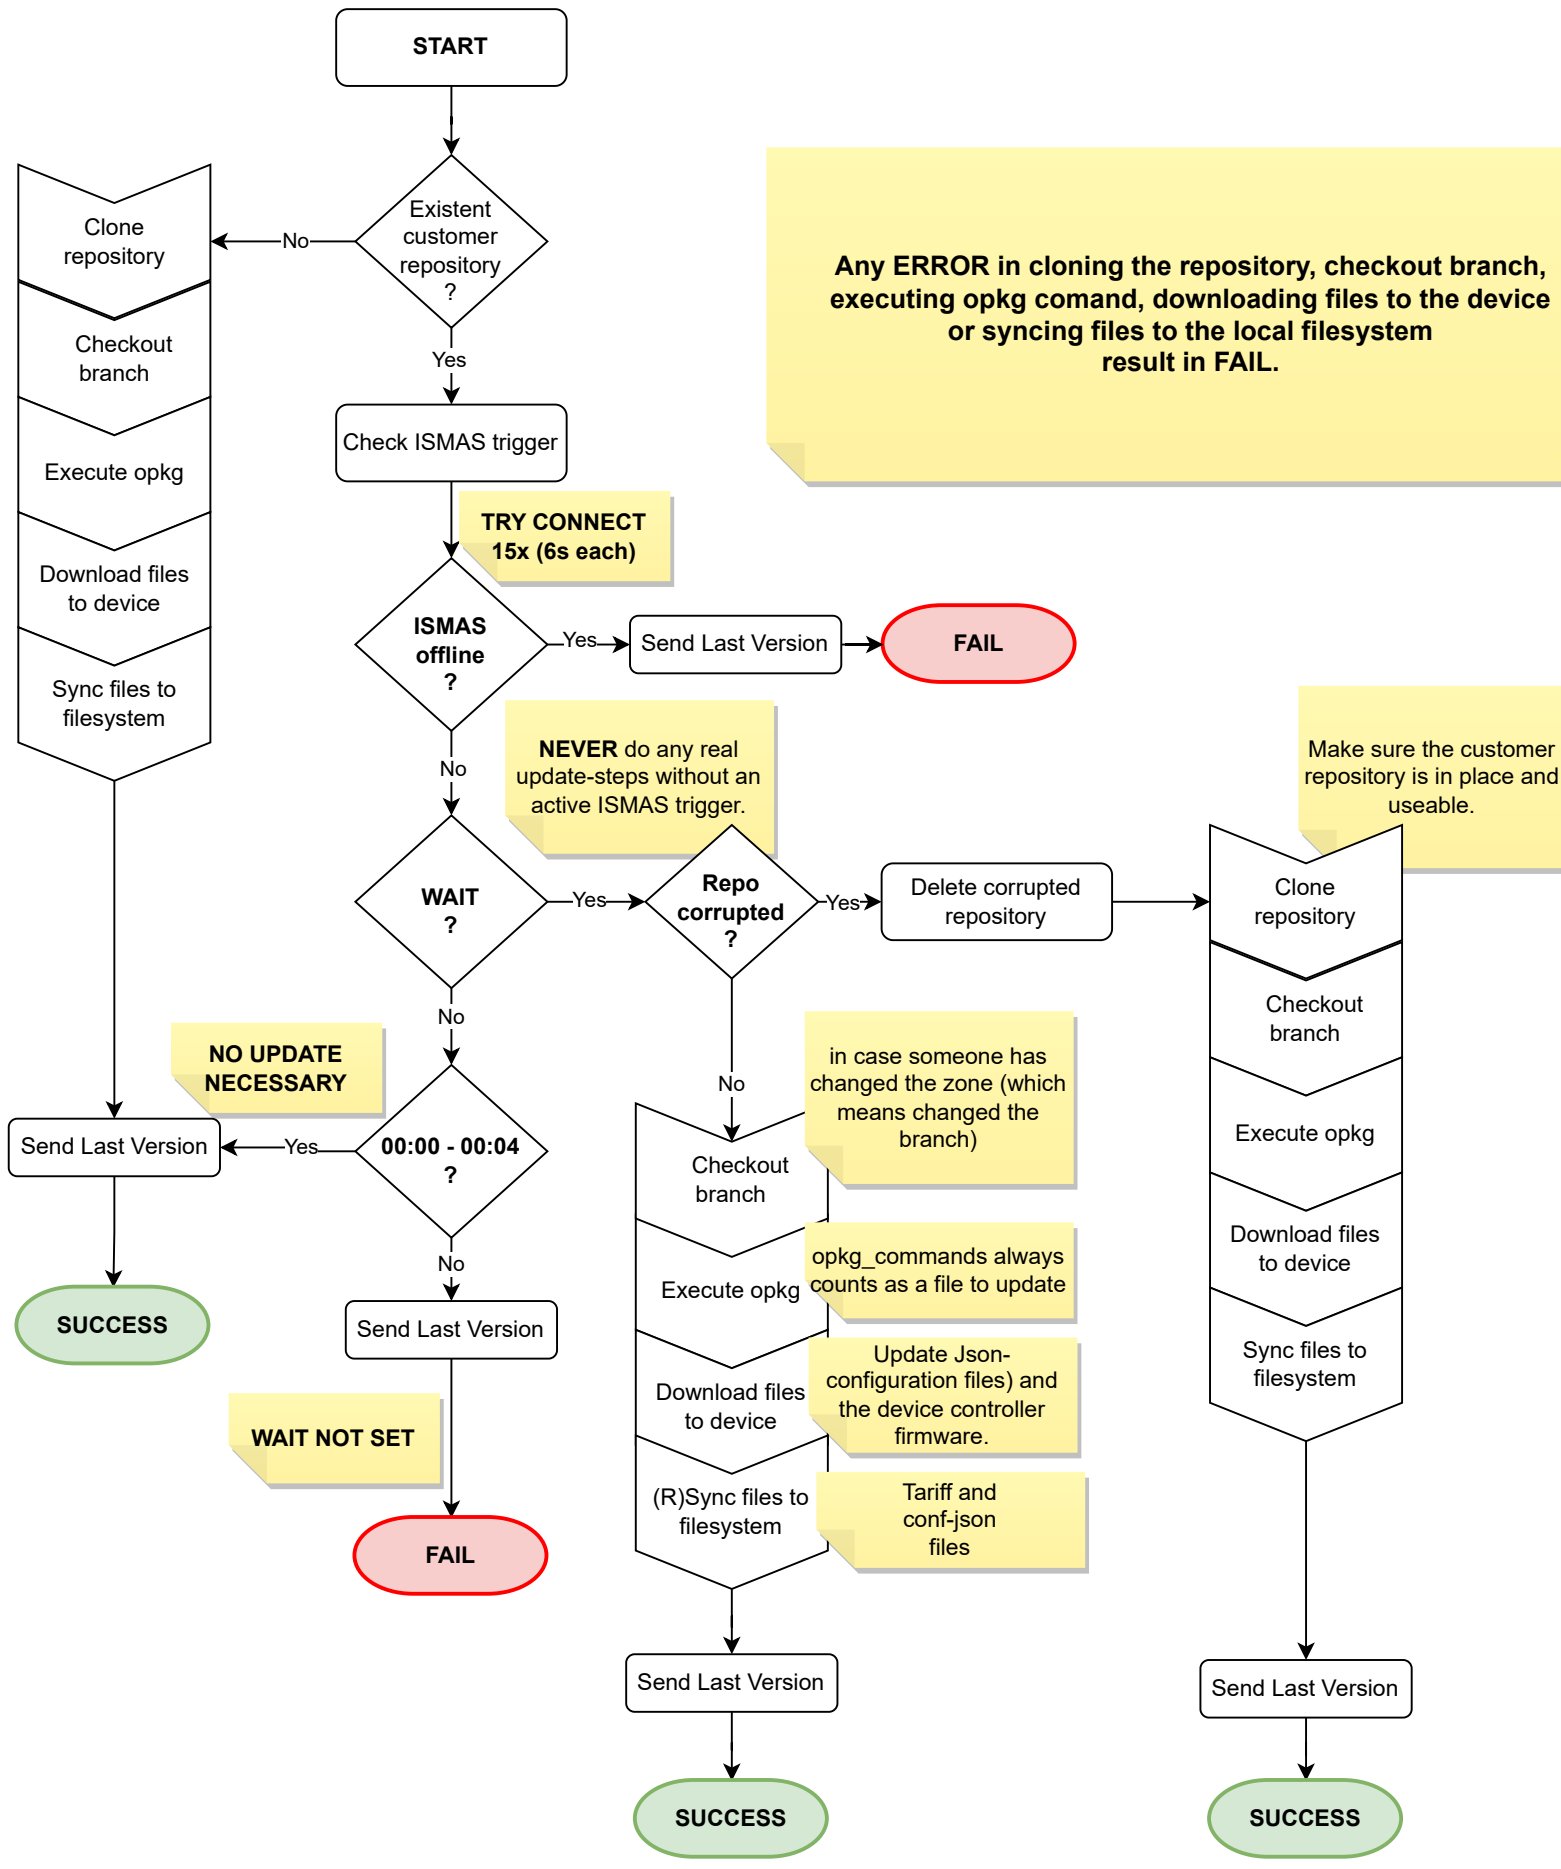 START
Existent
customer
repository
?
No
Yes
Clone
repository
Checkout
branch
Execute opkg
Download files
to device
Sync files to
filesystem
Any ERROR in cloning the repository, checkout branch,
executing opkg comand, downloading files to the device
or syncing files to the local filesystem
result in FAIL.
Check ISMAS trigger
TRY CONNECT
15x (6s each)
ISMAS
offline
?
Yes
Send Last Version
FAIL
No
NEVER do any real
update-steps without an
active ISMAS trigger.
Make sure the customer
repository is in place and
useable.
WAIT
?
Yes
Repo
corrupted
?
Yes
Delete corrupted
repository
Clone
repository
Checkout
branch
Execute opkg
Download files
to device
Sync files to
filesystem
No
NO UPDATE
NECESSARY
00:00 - 00:04
?
Yes
Send Last Version
SUCCESS
No
Send Last Version
WAIT NOT SET
FAIL
No
in case someone has
changed the zone (which
means changed the
branch)
Checkout
branch
opkg_commands always
counts as a file to update
Execute opkg
Update Json-
configuration files) and
the device controller
firmware.
Download files
to device
Tariff and
conf-json
files
(R)Sync files to
filesystem
Send Last Version
SUCCESS
Send Last Version
SUCCESS